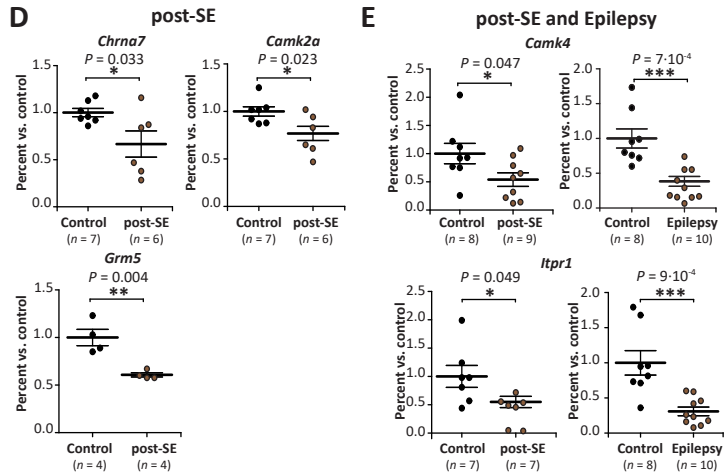 D
post-SE
Chrna7
P = 0.033
*
Percent vs. control
1.5
1.0
0.5
0.0
Control
(n = 7)
post-SE
(n = 6)
Camk2a
P = 0.023
*
Percent vs. control
1.5
1.0
0.5
0.0
Control
(n = 7)
post-SE
(n = 6)
Grm5
P = 0.004
**
Percent vs. control
1.5
1.0
0.5
0.0
Control
(n = 4)
post-SE
(n = 4)
E
post-SE and Epilepsy
Camk4
P = 0.047
*
Percent vs. control
2.5
2.0
1.5
1.0
0.5
0.0
Control
(n = 8)
post-SE
(n = 9)
P = 7·10⁻⁴
***
Percent vs. control
2.0
1.5
1.0
0.5
0.0
Control
(n = 8)
Epilepsy
(n = 10)
Itpr1
P = 0.049
*
Percent vs. control
2.5
2.0
1.5
1.0
0.5
0.0
Control
(n = 7)
post-SE
(n = 7)
P = 9·10⁻⁴
***
Percent vs. control
2.0
1.5
1.0
0.5
0.0
Control
(n = 8)
Epilepsy
(n = 10)